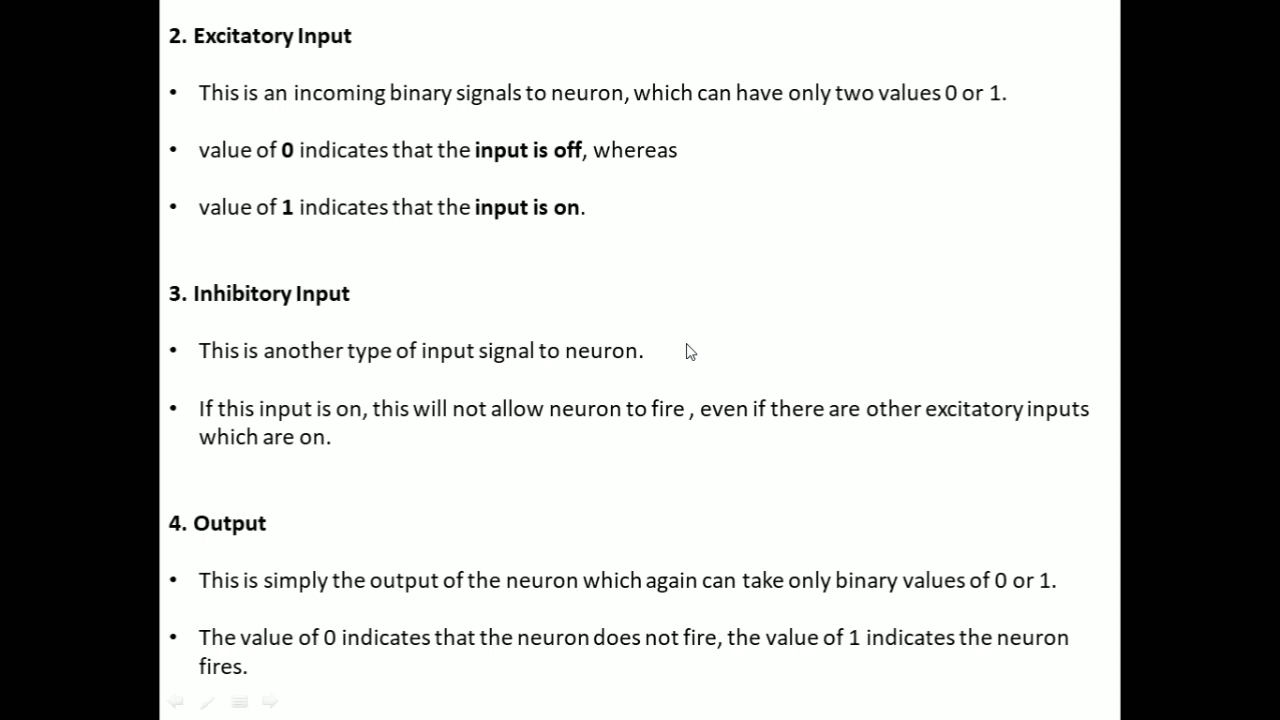 2. Excitatory Input
• This is an incoming binary signals to neuron, which can have only two values 0 or 1.
• value of 0 indicates that the input is off, whereas
• value of 1 indicates that the input is on.
3. Inhibitory Input
• This is another type of input signal to neuron.
• If this input is on, this will not allow neuron to fire , even if there are other excitatory inputs
which are on.
4. Output
• This is simply the output of the neuron which again can take only binary values of 0 or 1.
• The value of 0 indicates that the neuron does not fire, the value of 1 indicates the neuron
fires.